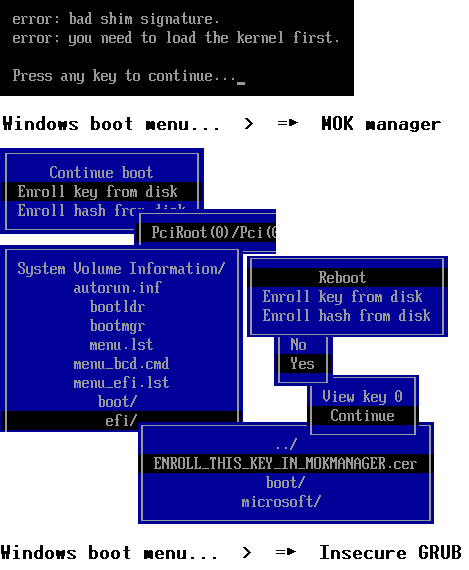 error: bad shim signature.
error: you need to load the kernel first.
Press any key to continue..._
Windows boot menu... > => MOK manager
Continue boot
Enroll key from disk
Enroll hash from disk
PciRoot(0)/Pci(0
System Volume Information/
autorun.inf
bootldr
bootmgr
menu.lst
menu_bcd.cmd
menu_efi.lst
boot/
efi/
Reboot
Enroll key from disk
Enroll hash from disk
No
Yes
View key 0
Continue
../
ENROLL_THIS_KEY_IN_MOKMANAGER.cer
boot/
microsoft/
Windows boot menu... > => Insecure GRUB